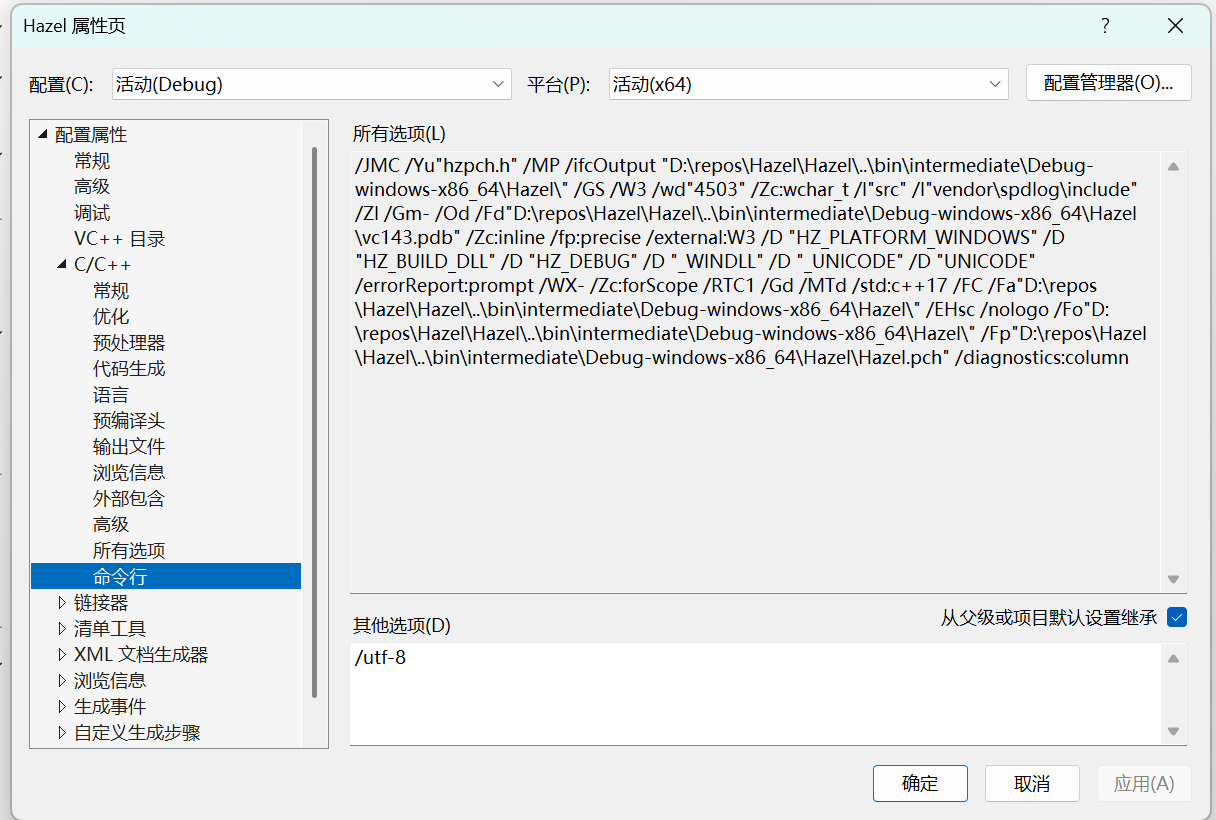 Hazel 属性页
?
配置(C):
活动(Debug)
平台(P):
活动(x64)
配置管理器(O)...
配置属性
常规
高级
调试
VC++ 目录
C/C++
常规
优化
预处理器
代码生成
语言
预编译头
输出文件
浏览信息
外部包含
高级
所有选项
命令行
链接器
清单工具
XML 文档生成器
浏览信息
生成事件
自定义生成步骤
所有选项(L)
/JMC /Yu"hzpch.h" /MP /ifcOutput "D:\repos\Hazel\Hazel\..\bin\intermediate\Debug-
windows-x86_64\Hazel\" /GS /W3 /wd"4503" /Zc:wchar_t /I"src" /I"vendor\spdlog\include"
/ZI /Gm- /Od /Fd"D:\repos\Hazel\Hazel\..\bin\intermediate\Debug-windows-x86_64\Hazel
\vc143.pdb" /Zc:inline /fp:precise /external:W3 /D "HZ_PLATFORM_WINDOWS" /D
"HZ_BUILD_DLL" /D "HZ_DEBUG" /D "_WINDLL" /D "_UNICODE" /D "UNICODE"
/errorReport:prompt /WX- /Zc:forScope /RTC1 /Gd /MTd /std:c++17 /FC /Fa"D:\repos
\Hazel\Hazel\..\bin\intermediate\Debug-windows-x86_64\Hazel\" /EHsc /nologo /Fo"D:
\repos\Hazel\Hazel\..\bin\intermediate\Debug-windows-x86_64\Hazel\" /Fp"D:\repos\Hazel
\Hazel\..\bin\intermediate\Debug-windows-x86_64\Hazel\Hazel.pch" /diagnostics:column
其他选项(D)
从父级或项目默认设置继承
/utf-8
确定
取消
应用(A)